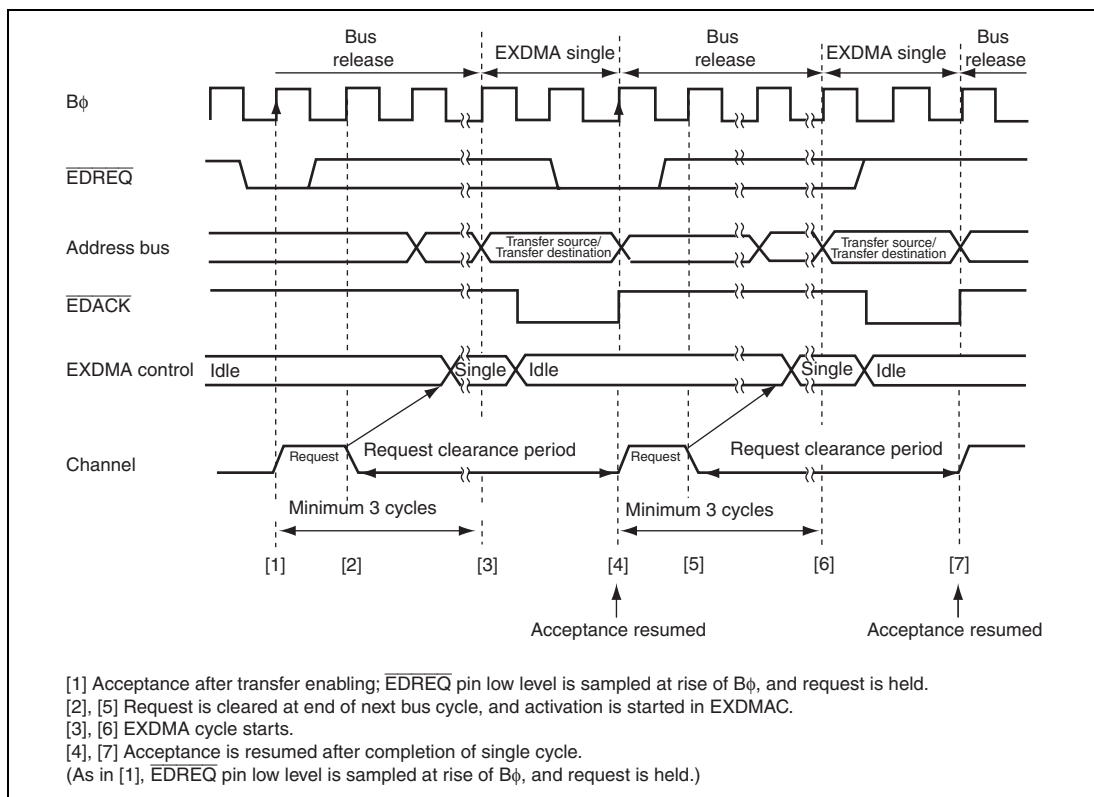 Bus release
EXDMA single
Bus release
EXDMA single
Bus release
Bϕ
EDREQ
Address bus
Transfer source/
Transfer destination
Transfer source/
Transfer destination
EDACK
EXDMA control
Idle
Single
Idle
Single
Idle
Channel
Request
Request clearance period
Request
Request clearance period
Minimum 3 cycles
Minimum 3 cycles
[1]
[2]
[3]
[4]
[5]
[6]
[7]
Acceptance resumed
Acceptance resumed
[1] Acceptance after transfer enabling; EDREQ pin low level is sampled at rise of Bϕ, and request is held.
[2], [5] Request is cleared at end of next bus cycle, and activation is started in EXDMAC.
[3], [6] EXDMA cycle starts.
[4], [7] Acceptance is resumed after completion of single cycle.
(As in [1], EDREQ pin low level is sampled at rise of Bϕ, and request is held.)